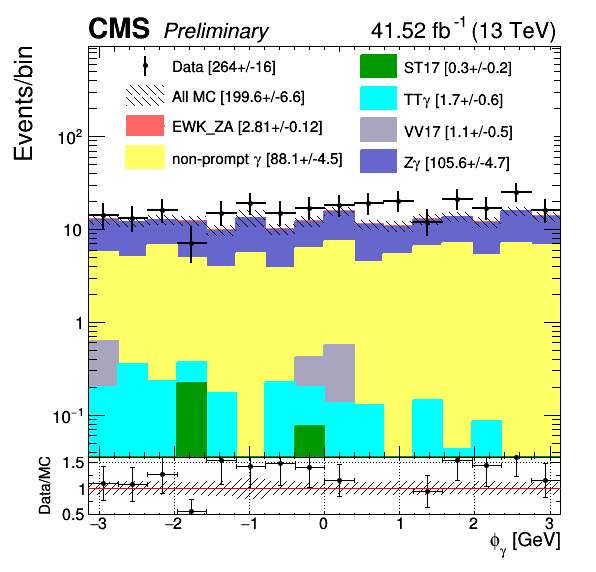 CMS Preliminary 41.52 fb⁻¹ (13 TeV)
Events/bin
Data [264+/-16]
All MC [199.6+/-6.6]
EWK_ZA [2.81+/-0.12]
non-prompt γ [88.1+/-4.5]
ST17 [0.3+/-0.2]
TTγ [1.7+/-0.6]
VV17 [1.1+/-0.5]
Zγ [105.6+/-4.7]
10²
10
1
10⁻¹
Data/MC
1.5
1
0.5
−3 −2 −1 0 1 2 3
ϕγ [GeV]